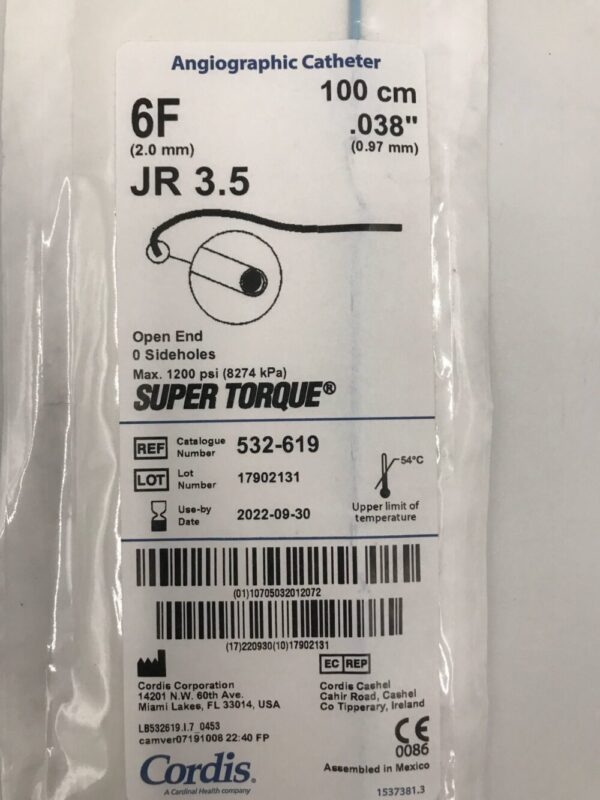 Angiographic Catheter
6F
(2.0 mm)
100 cm
.038"
(0.97 mm)
JR 3.5
Open End
0 Sideholes
Max. 1200 psi (8274 kPa)
SUPER TORQUE®
REF Catalogue Number 532-619
LOT Lot Number 17902131
Use-by Date 2022-09-30
54°C
Upper limit of
temperature
(01)10705032012072
(17)220930(10)17902131
Cordis Corporation
14201 N.W. 60th Ave.
Miami Lakes, FL 33014, USA
EC REP
Cordis Cashel
Cahir Road, Cashel
Co Tipperary, Ireland
LB532619.I.7 0453
camver07191008 22:40 FP
CE
0086
Cordis®
A Cardinal Health company
Assembled in Mexico
1537381.3